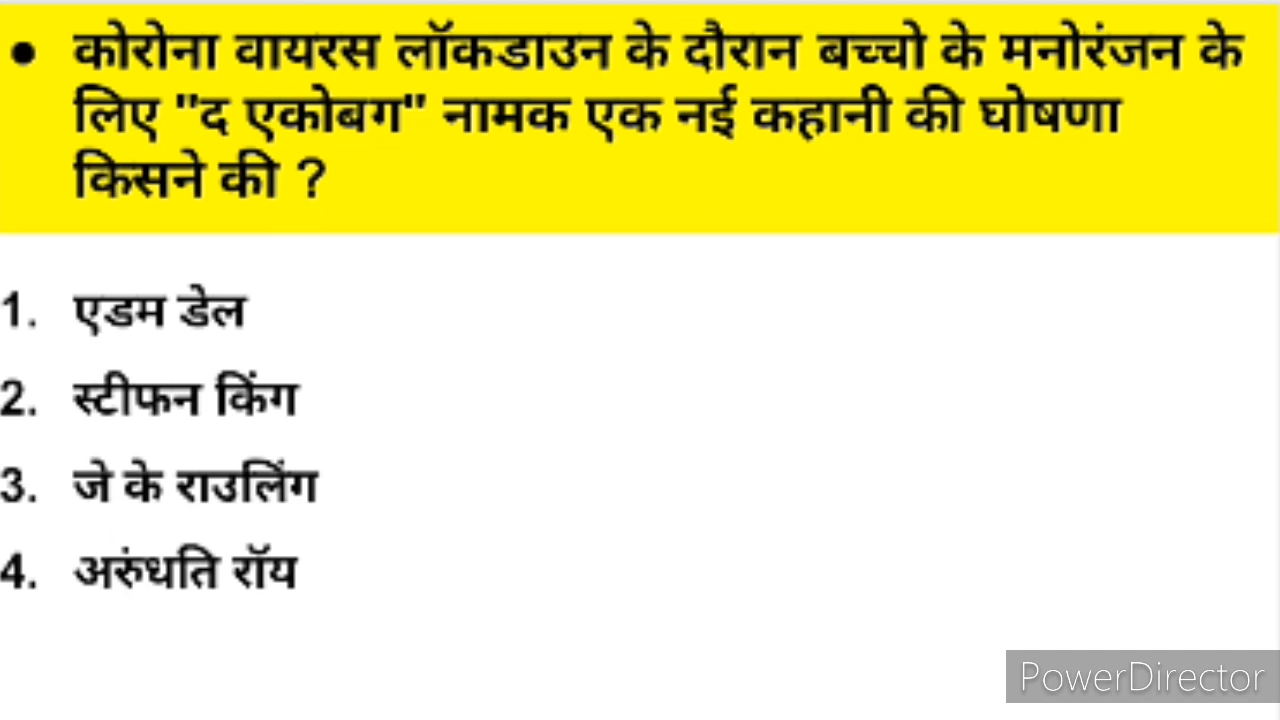 ● कोरोना वायरस लॉकडाउन के दौरान बच्चो के मनोरंजन के
लिए "द एकोबग" नामक एक नई कहानी की घोषणा
किसने की ?
1. एडम डेल
2. स्टीफन किंग
3. जे के राउलिंग
4. अरुंधति रॉय
PowerDirector